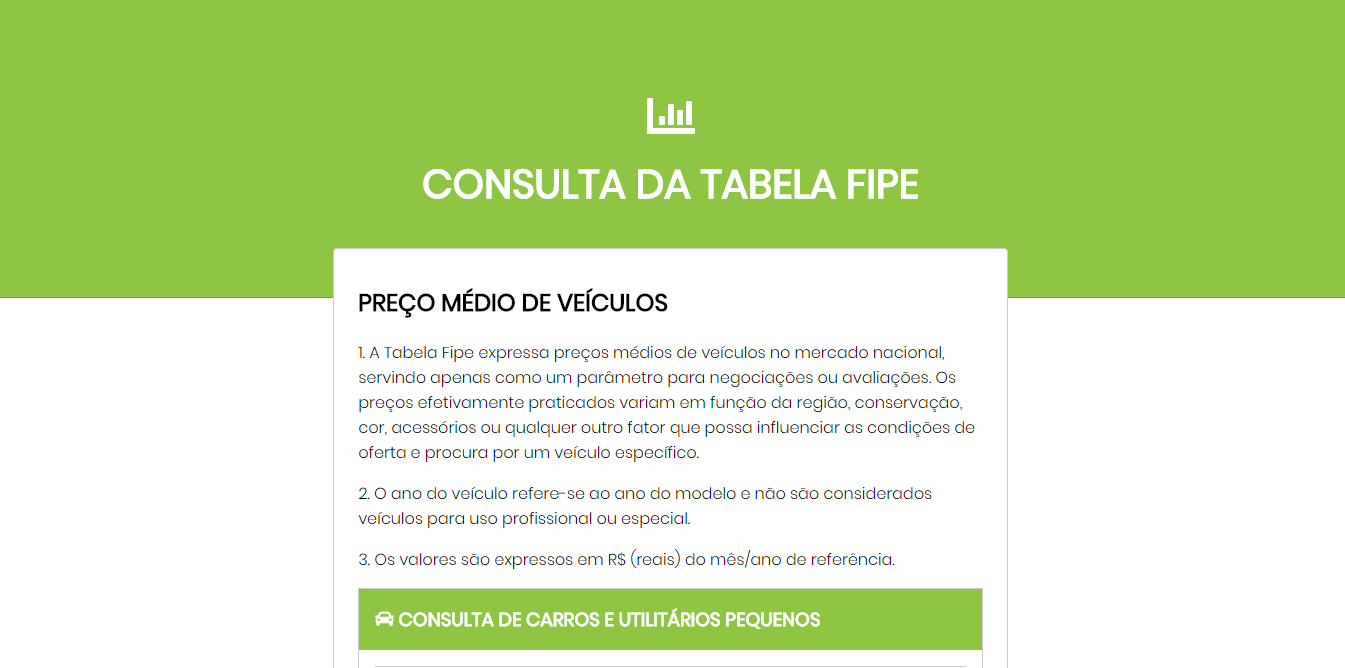 CONSULTA DA TABELA FIPE
PREÇO MÉDIO DE VEÍCULOS
1. A Tabela Fipe expressa preços médios de veículos no mercado nacional,
servindo apenas como um parâmetro para negociações ou avaliações. Os
preços efetivamente praticados variam em função da região, conservação,
cor, acessórios ou qualquer outro fator que possa influenciar as condições de
oferta e procura por um veículo específico.
2. O ano do veículo refere-se ao ano do modelo e não são considerados
veículos para uso profissional ou especial.
3. Os valores são expressos em R$ (reais) do mês/ano de referência.
CONSULTA DE CARROS E UTILITÁRIOS PEQUENOS